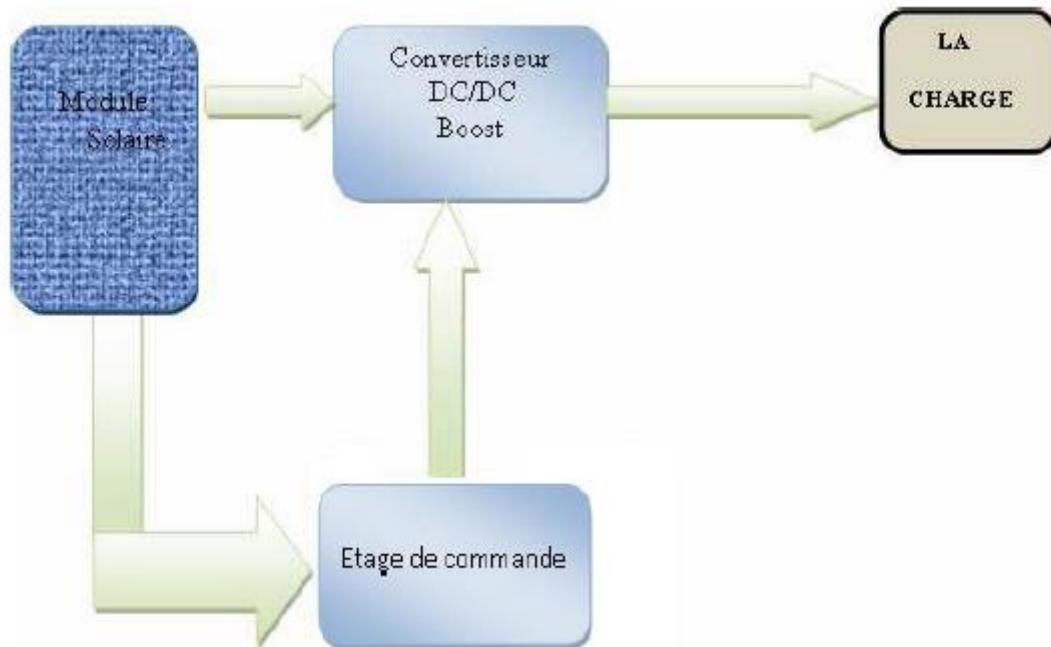 Module
Solaire
Convertisseur
DC/DC
Boost
LA
CHARGE
Etage de commande